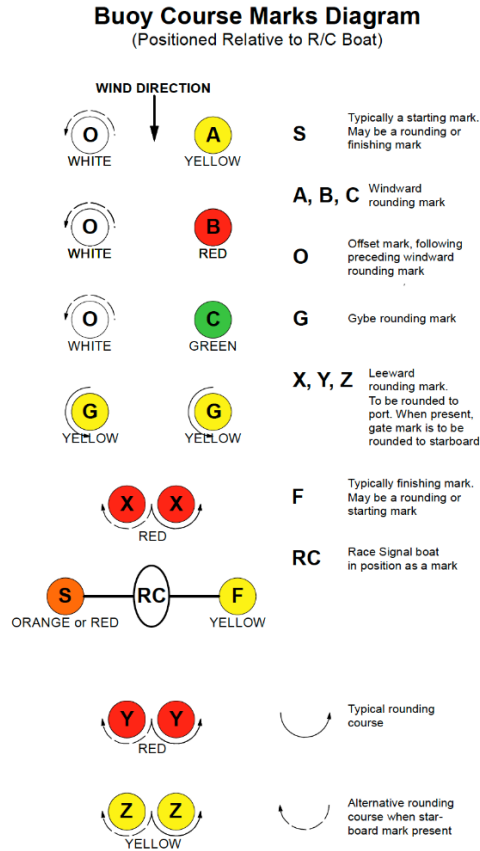 Buoy Course Marks Diagram
(Positioned Relative to R/C Boat)
WIND DIRECTION
O
WHITE
A
YELLOW
O
WHITE
B
RED
O
WHITE
C
GREEN
G
YELLOW
G
YELLOW
X X
RED
S
ORANGE or RED
RC
F
YELLOW
Y Y
RED
Z Z
YELLOW
S
Typically a starting mark.
May be a rounding or
finishing mark
A, B, C
Windward
rounding mark
O
Offset mark, following
preceding windward
rounding mark
G
Gybe rounding mark
X, Y, Z
Leeward
rounding mark.
To be rounded to
port. When present,
gate mark is to be
rounded to starboard
F
Typically finishing mark.
May be a rounding or
starting mark
RC
Race Signal boat
in position as a mark
Typical rounding
course
Alternative rounding
course when star-
board mark present